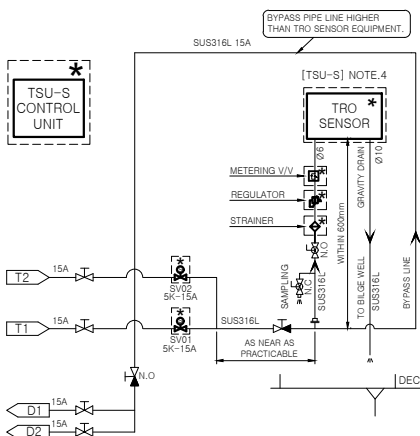 BYPASS PIPE LINE HIGHER
THAN TRO SENSOR EQUIPMENT.
SUS316L 15A
[TSU-S] NOTE.4
*
TSU-S
CONTROL
UNIT
TRO *
SENSOR
Ø6
Ø10
METERING V/V
*
REGULATOR
*
STRAINER
*
N.O
WITHIN 600mm
GRAVITY DRAIN
TO BILGE WELL
SUS316L
BYPASS LINE
SAMPLING
N.C
SUS316L
T2
15A
*
SV02
5K-15A
T1
15A
*
SV01
5K-15A
SUS316L
AS NEAR AS
PRACTICABLE
N.O
DEC
D1
15A
D2
15A